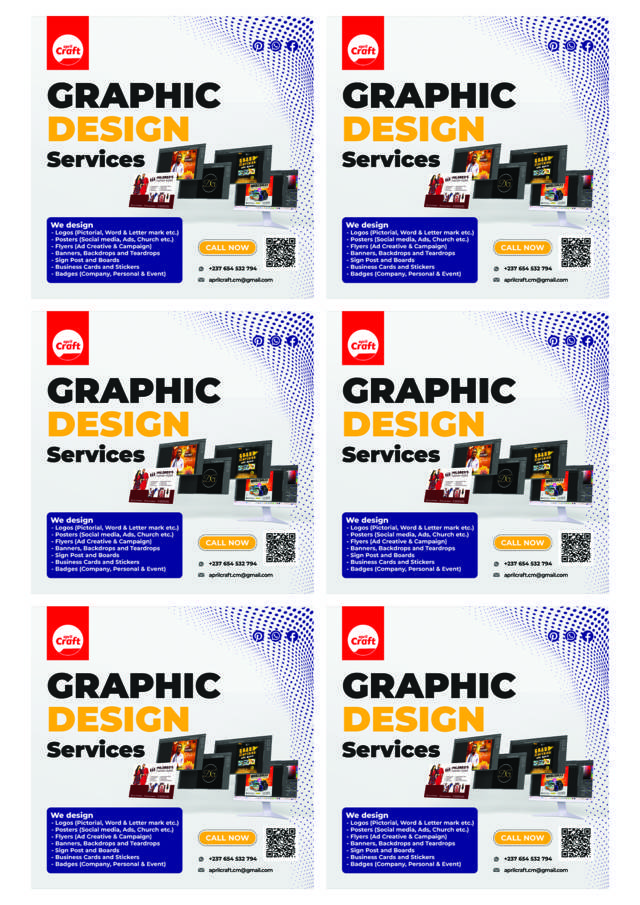 april
Craft
GRAPHIC
DESIGN
Services
We design
- Logos (Pictorial, Word & Letter mark etc.)
- Posters (Social media, Ads, Church etc.)
- Flyers (Ad Creative & Campaign)
- Banners, Backdrops and Teardrops
- Sign Post and Boards
- Business Cards and Stickers
- Badges (Company, Personal & Event)
CALL NOW
+237 654 532 794
aprilcraft.cm@gmail.com
april
Craft
GRAPHIC
DESIGN
Services
We design
- Logos (Pictorial, Word & Letter mark etc.)
- Posters (Social media, Ads, Church etc.)
- Flyers (Ad Creative & Campaign)
- Banners, Backdrops and Teardrops
- Sign Post and Boards
- Business Cards and Stickers
- Badges (Company, Personal & Event)
CALL NOW
+237 654 532 794
aprilcraft.cm@gmail.com
april
Craft
GRAPHIC
DESIGN
Services
We design
- Logos (Pictorial, Word & Letter mark etc.)
- Posters (Social media, Ads, Church etc.)
- Flyers (Ad Creative & Campaign)
- Banners, Backdrops and Teardrops
- Sign Post and Boards
- Business Cards and Stickers
- Badges (Company, Personal & Event)
CALL NOW
+237 654 532 794
aprilcraft.cm@gmail.com
april
Craft
GRAPHIC
DESIGN
Services
We design
- Logos (Pictorial, Word & Letter mark etc.)
- Posters (Social media, Ads, Church etc.)
- Flyers (Ad Creative & Campaign)
- Banners, Backdrops and Teardrops
- Sign Post and Boards
- Business Cards and Stickers
- Badges (Company, Personal & Event)
CALL NOW
+237 654 532 794
aprilcraft.cm@gmail.com
april
Craft
GRAPHIC
DESIGN
Services
We design
- Logos (Pictorial, Word & Letter mark etc.)
- Posters (Social media, Ads, Church etc.)
- Flyers (Ad Creative & Campaign)
- Banners, Backdrops and Teardrops
- Sign Post and Boards
- Business Cards and Stickers
- Badges (Company, Personal & Event)
CALL NOW
+237 654 532 794
aprilcraft.cm@gmail.com
april
Craft
GRAPHIC
DESIGN
Services
We design
- Logos (Pictorial, Word & Letter mark etc.)
- Posters (Social media, Ads, Church etc.)
- Flyers (Ad Creative & Campaign)
- Banners, Backdrops and Teardrops
- Sign Post and Boards
- Business Cards and Stickers
- Badges (Company, Personal & Event)
CALL NOW
+237 654 532 794
aprilcraft.cm@gmail.com